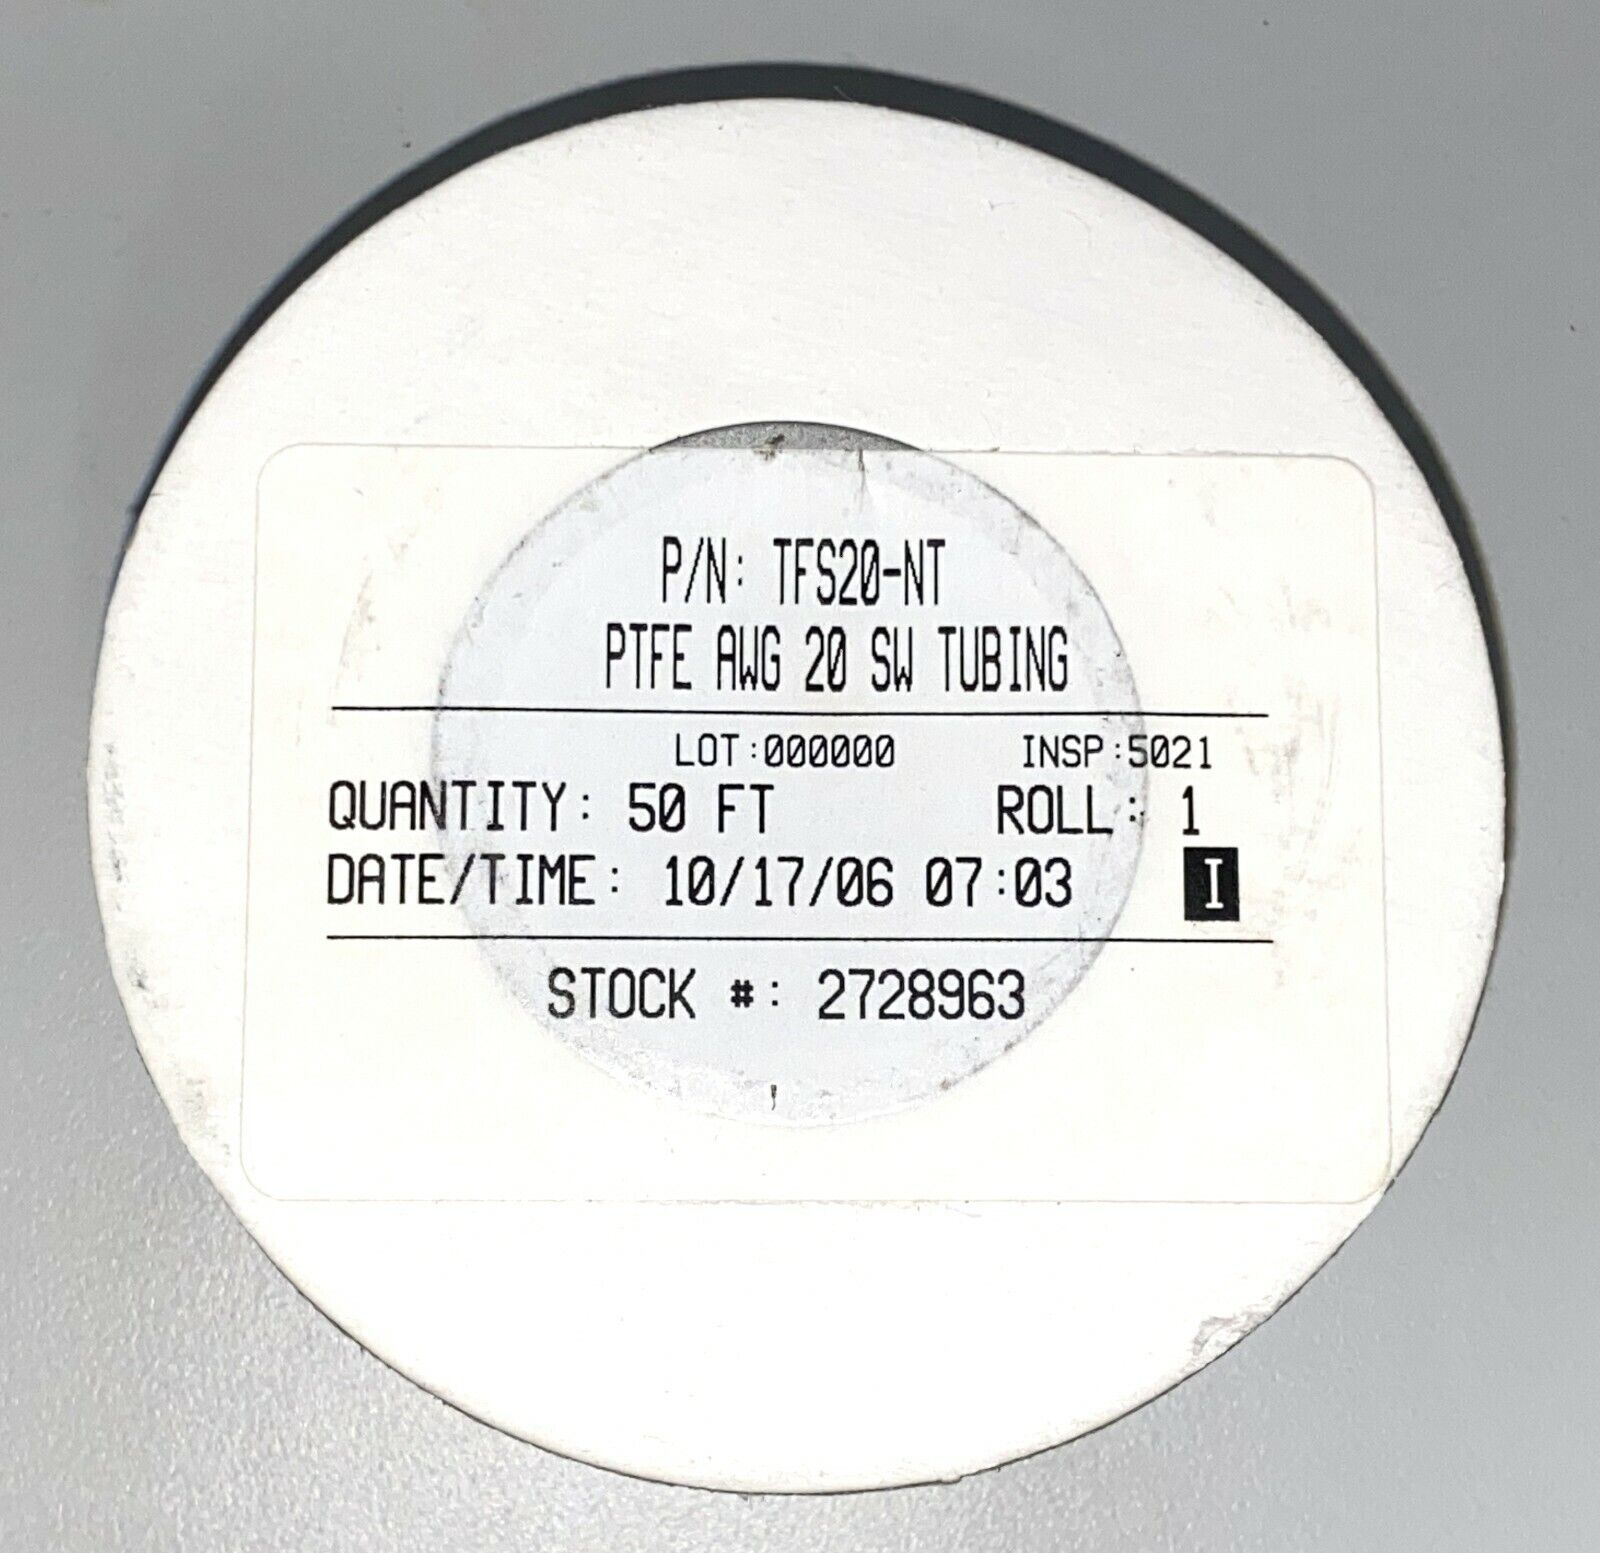 P/N: TFS20-NT
PTFE AWG 20 SW TUBING
LOT:000000 INSP:5021
QUANTITY: 50 FT ROLL: 1
DATE/TIME: 10/17/06 07:03 I
STOCK #: 2728963